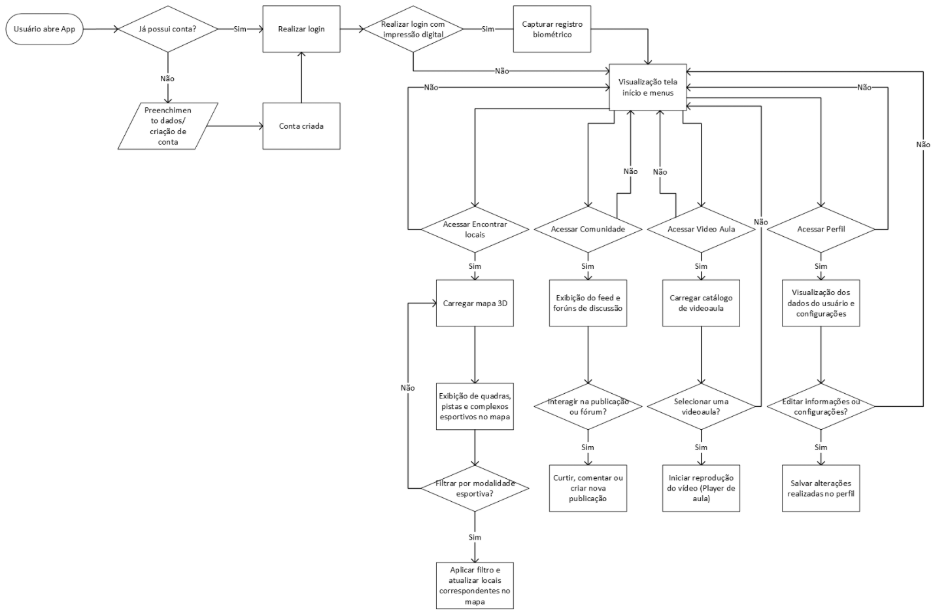 Usuário abre App
Já possui conta?
Sim
Realizar login
Realizar login com
impressão digital
Sim
Capturar registro
biométrico
Não
Não
Visualização tela
início e menus
Não
Não
Preenchimen
to dados/
criação de
conta
Conta criada
Não
Não
Não
Não
Acessar Encontrar
locais
Acessar Comunidade
Acessar Video Aula
Acessar Perfil
Sim
Sim
Sim
Sim
Carregar mapa 3D
Exibição do feed e
forúns de discussão
Carregar catálogo
de videoaula
Visualização dos
dados do usuário e
configurações
Não
Exibição de quadras,
pistas e complexos
esportivos no mapa
Interagir na publicação
ou fórum?
Selecionar uma
videoaula?
Editar informações ou
configurações?
Sim
Sim
Sim
Filtrar por modalidade
esportiva?
Curtir, comentar ou
criar nova
publicação
Iniciar reprodução
do vídeo (Player de
aula)
Salvar alterações
realizadas no perfil
Sim
Aplicar filtro e
atualizar locais
correspondentes no
mapa